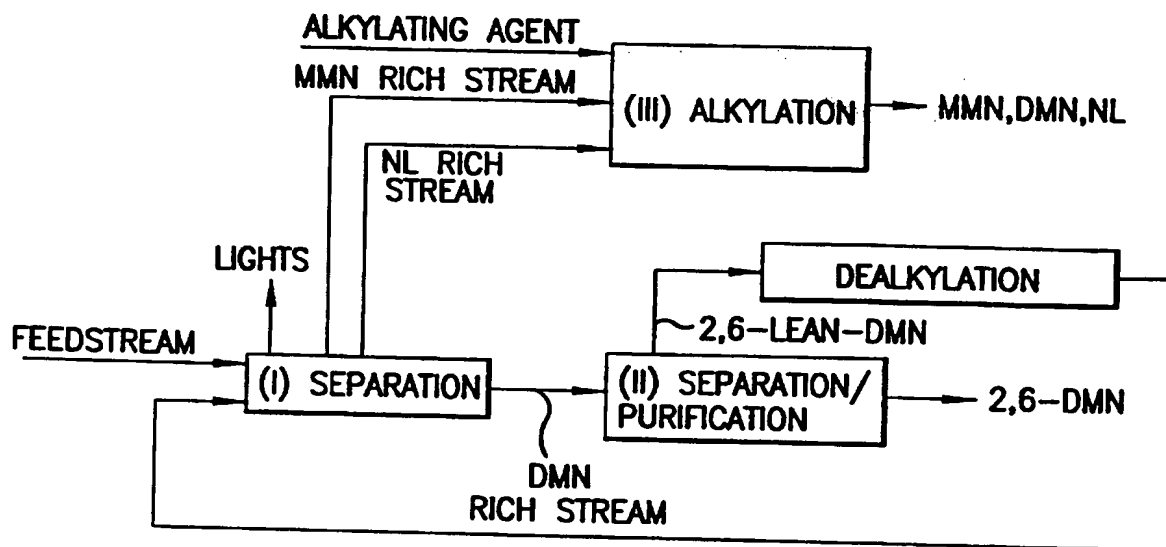 ALKYLATING AGENT
MMN RICH STREAM
(III) ALKYLATION
MMN,DMN,NL
NL RICH
STREAM
LIGHTS
DEALKYLATION
FEEDSTREAM
2,6-LEAN-DMN
(I) SEPARATION
(II) SEPARATION/
PURIFICATION
2,6-DMN
DMN
RICH STREAM